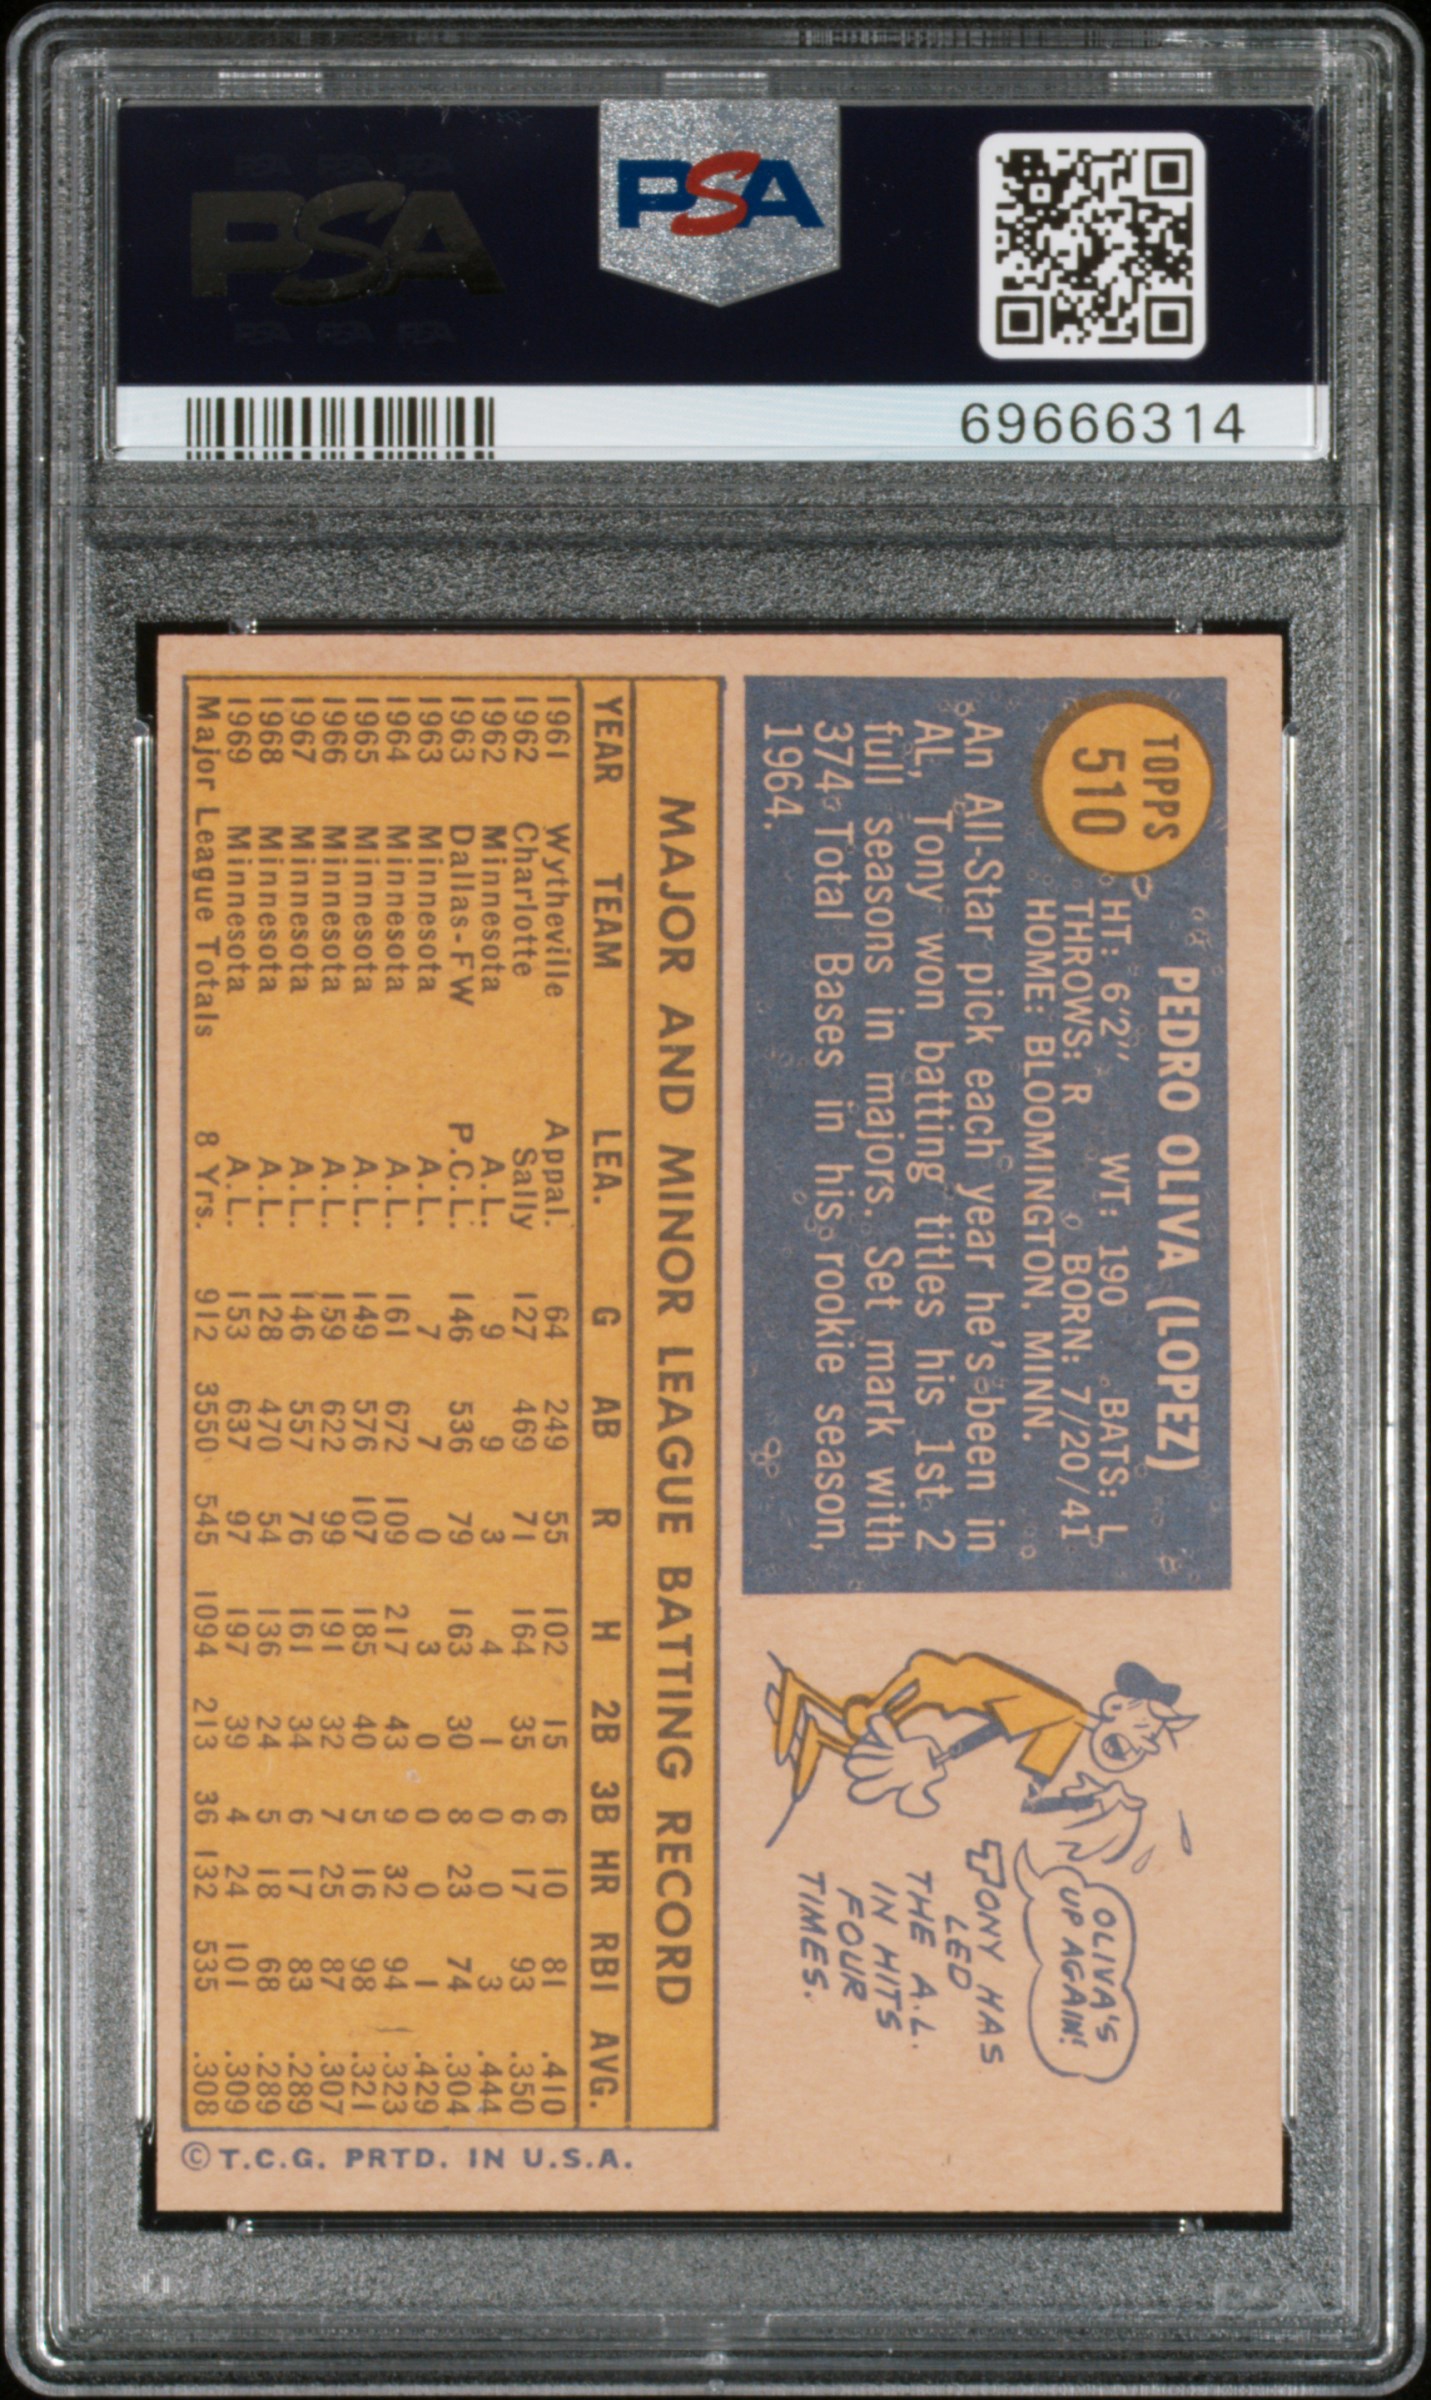 PSA PSA PSA
PSA
PSA PSA PSA
PSA
69666314
TOPPS
510
PEDRO OLIVA (LOPEZ)
HT: 6'2" WT: 190 BATS: L
THROWS: R BORN: 7/20/41
HOME: BLOOMINGTON, MINN.
An All-Star pick each year he's been in
AL, Tony won batting titles his 1st 2
full seasons in majors. Set mark with
374 Total Bases in his rookie season,
1964.
OLIVA'S
UP AGAIN!
TONY HAS
LED
THE A.L.
IN HITS
FOUR
TIMES.
MAJOR AND MINOR LEAGUE BATTING RECORD
YEAR TEAM LEA. G AB R H 2B 3B HR RBI AVG.
1961 Wytheville Appal. 64 249 55 102 15 6 10 81 .410
1962 Charlotte Sally 127 469 71 164 35 6 17 93 .350
1962 Minnesota A.L. 9 9 3 4 1 0 0 3 .444
1963 Dallas-FW P.C.L. 146 536 79 163 30 8 23 74 .304
1963 Minnesota A.L. 7 7 0 3 0 0 0 1 .429
1964 Minnesota A.L. 161 672 109 217 43 9 32 94 .323
1965 Minnesota A.L. 149 576 107 185 40 5 16 98 .321
1966 Minnesota A.L. 159 622 99 191 32 7 25 87 .307
1967 Minnesota A.L. 146 557 76 161 34 6 17 83 .289
1968 Minnesota A.L. 128 470 54 136 24 5 18 68 .289
1969 Minnesota A.L. 153 637 97 197 39 4 24 101 .309
Major League Totals 8 Yrs. 912 3550 545 1094 213 36 132 535 .308
©T.C.G. PRTD. IN U.S.A.